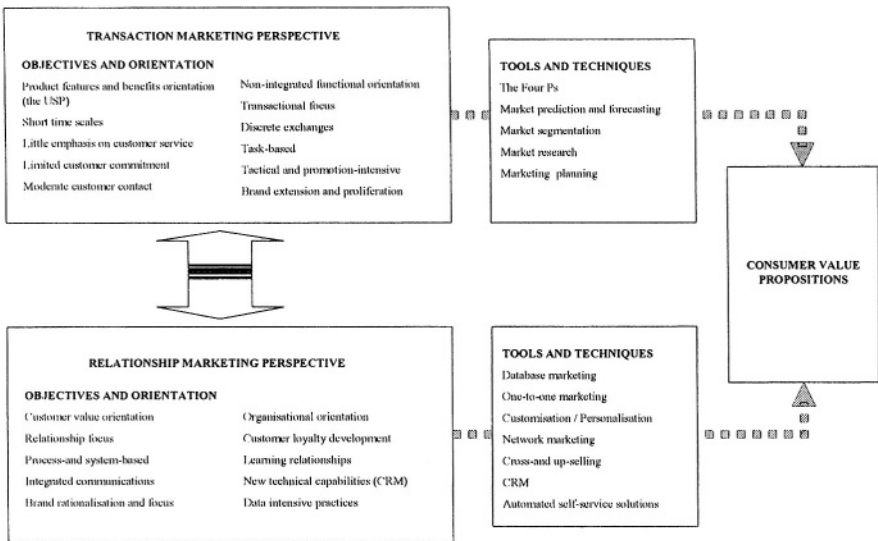 TRANSACTION MARKETING PERSPECTIVE
OBJECTIVES AND ORIENTATION
Product features and benefits orientation
(the USP)
Short time scales
Little emphasis on customer service
Limited customer commitment
Moderate customer contact
Non-integrated functional orientation
Transactional focus
Discrete exchanges
Task-based
Tactical and promotion-intensive
Brand extension and proliferation
TOOLS AND TECHNIQUES
The Four Ps
Market prediction and forecasting
Market segmentation
Market research
Marketing planning
CONSUMER VALUE
PROPOSITIONS
RELATIONSHIP MARKETING PERSPECTIVE
OBJECTIVES AND ORIENTATION
Customer value orientation
Relationship focus
Process-and system-based
Integrated communications
Brand rationalisation and focus
Organisational orientation
Customer loyalty development
Learning relationships
New technical capabilities (CRM)
Data intensive practices
TOOLS AND TECHNIQUES
Database marketing
One-to-one marketing
Customisation / Personalisation
Network marketing
Cross-and up-selling
CRM
Automated self-service solutions